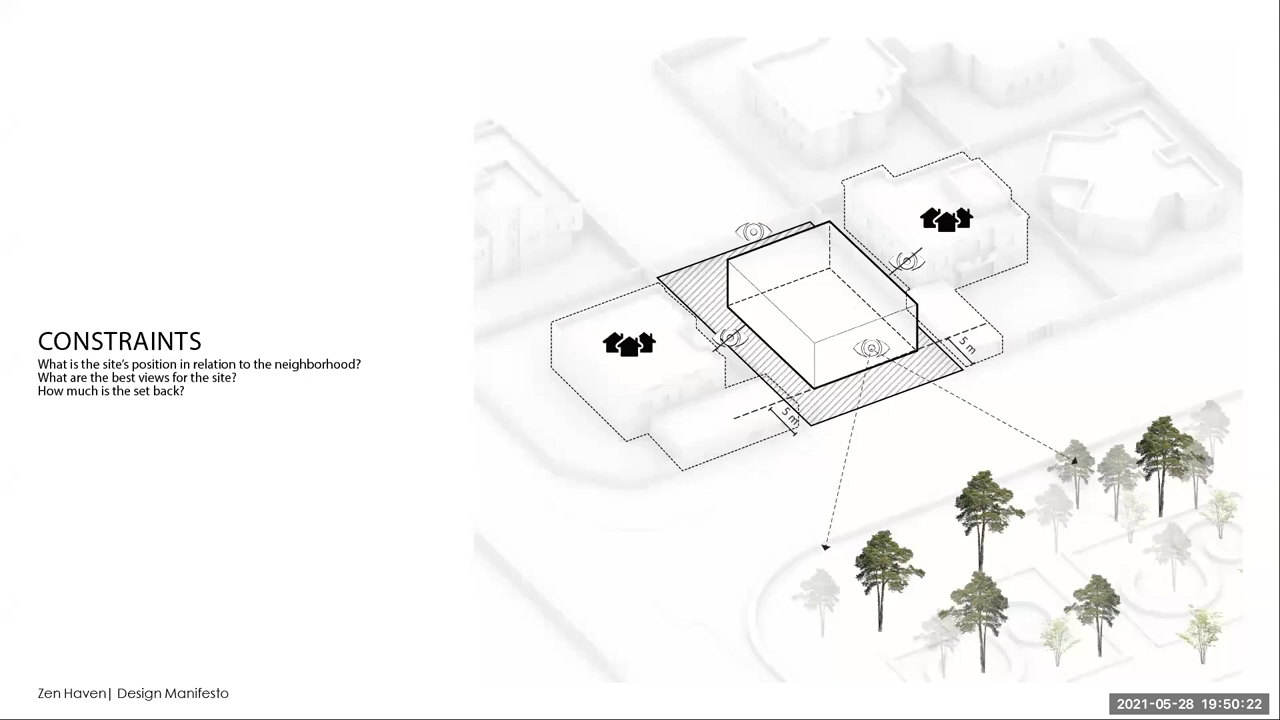 CONSTRAINTS
What is the site's position in relation to the neighborhood?
What are the best views for the site?
How much is the set back?
5 m
5 m
Zen Haven| Design Manifesto
2021-05-28 19:50:22